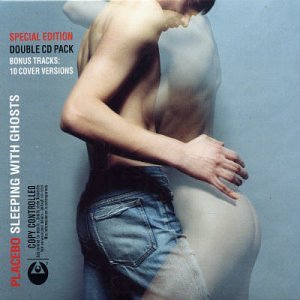 SPECIAL EDITION
DOUBLE CD PACK
BONUS TRACKS:
10 COVER VERSIONS
PLACEBO SLEEPING WITH GHOSTS
COPY CONTROLLED